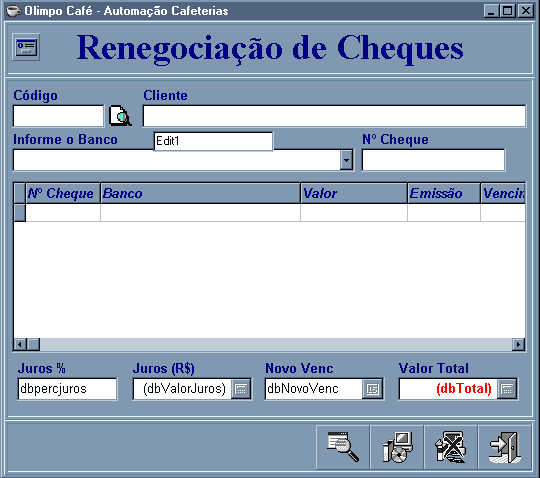 Olimpo Café - Automação Cafeterias
Renegociação de Cheques
Código Cliente
Informe o Banco Edit1 Nº Cheque
Nº Cheque Banco Valor Emissão Vencim
Juros % Juros (R$) Novo Venc Valor Total
dbpercjuros (dbValorJuros) dbNovoVenc (dbTotal)